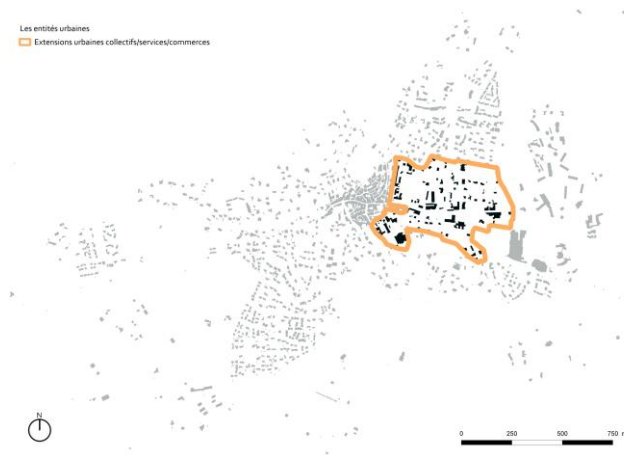 Les entités urbaines
Extensions urbaines collectifs/services/commerces
N
0 250 500 750 m